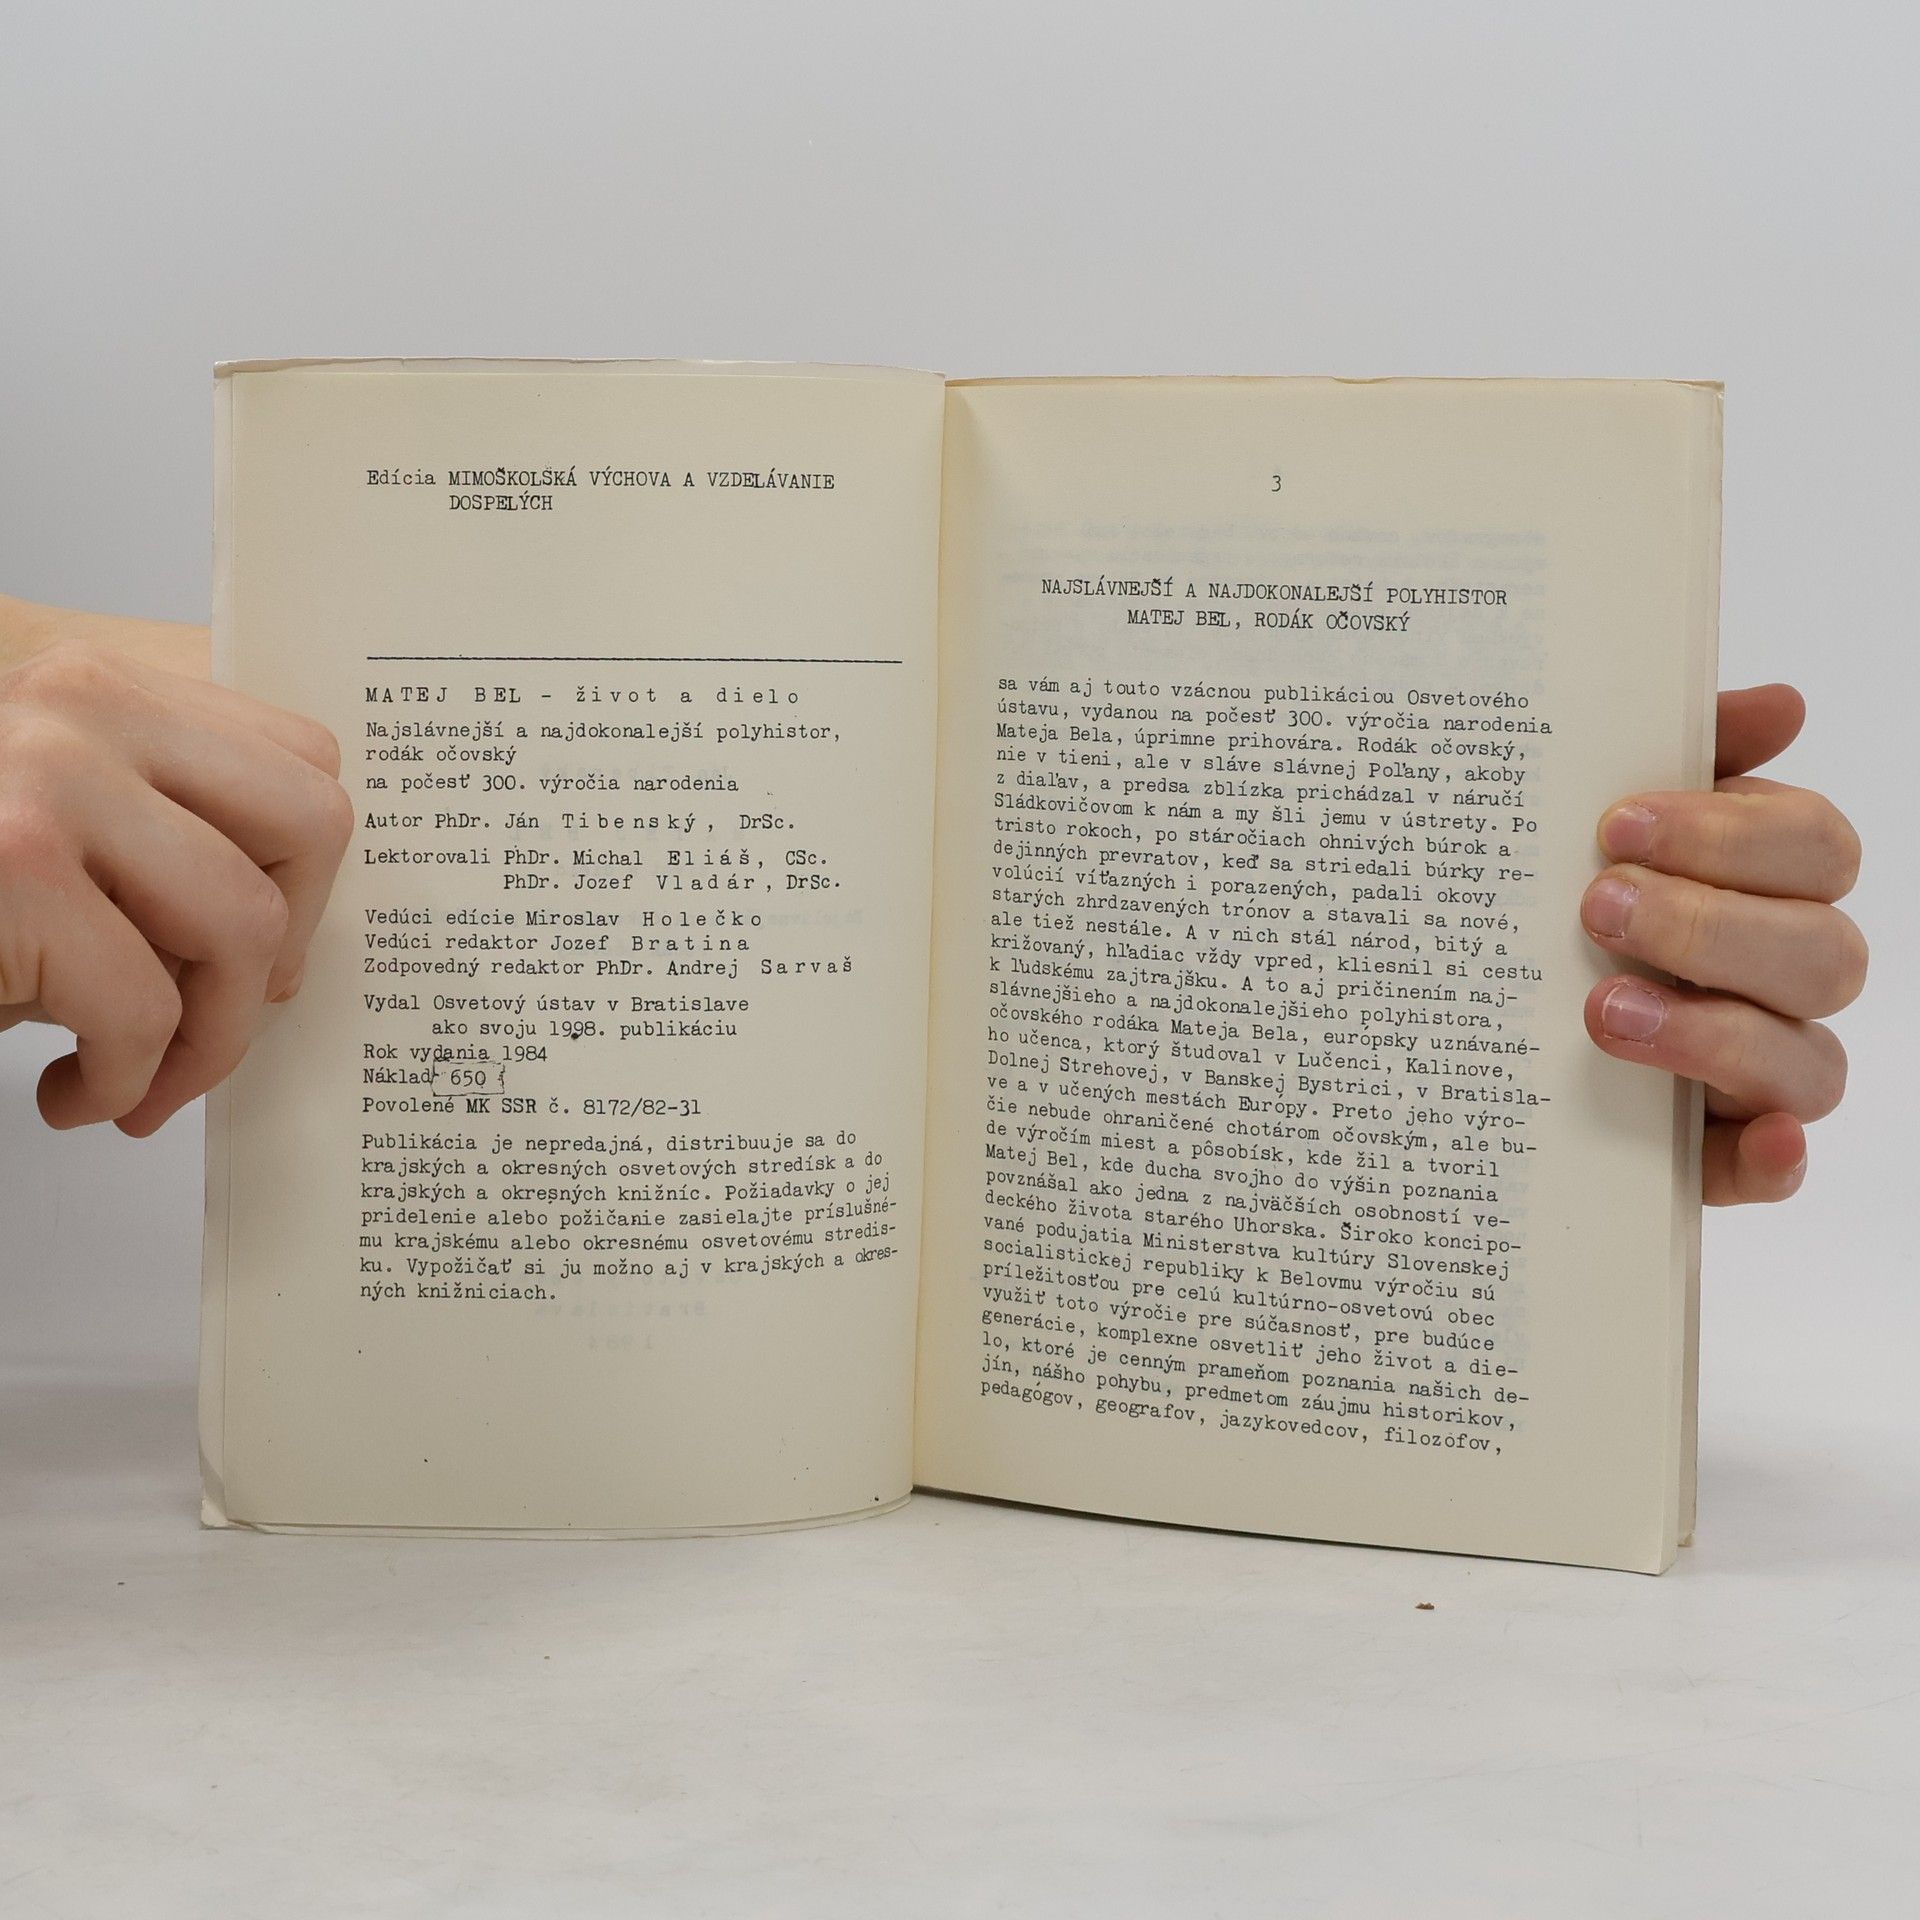 Edícia MIMOŠKOLSKÁ VÝCHOVA A VZDELÁVANIE
DOSPELÝCH
MATEJ BEL - život a dielo
Najslávnejší a najdokonalejší polyhistor,
rodák očovský
na počesť 300. výročia narodenia
Autor PhDr. Ján Tibenský, DrSc.
Lektorovali PhDr. Michal Eliáš, CSc.
PhDr. Jozef Vladár, DrSc.
Vedúci edície Miroslav Holečko
Vedúci redaktor Jozef Bratina
Zodpovedný redaktor PhDr. Andrej Sarvaš
Vydal Osvetový ústav v Bratislave
ako svoju 1998. publikáciu
Rok vydania 1984
Náklad 650
Povolené MK SSR č. 8172/82-31
Publikácia je nepredajná, distribuuje sa do
krajských a okresných osvetových stredísk a do
krajských a okresných knižníc. Požiadavky o jej
pridelenie alebo požičanie zasielajte príslušné-
mu krajskému alebo okresnému osvetovému stredis-
ku. Vypožičať si ju možno aj v krajských a okres-
ných knižniciach.
3
NAJSLÁVNEJŠÍ A NAJDOKONALEJŠÍ POLYHISTOR
MATEJ BEL, RODÁK OČOVSKÝ
sa vám aj touto vzácnou publikáciou Osvetového
ústavu, vydanou na počesť 300. výročia narodenia
Mateja Bela, úprimne prihovára. Rodák očovský,
nie v tieni, ale v sláve slávnej Poľany, akoby
z diaľav, a predsa zblízka prichádzal v náručí
Sládkovičovom k nám a my šli jemu v ústrety. Po
tristo rokoch, po stáročiach ohnivých búrok a
dejinných prevratov, keď sa striedali búrky re-
volúcií víťazných i porazených, padali okovy
starých zhrdzavených trónov a stavali sa nové,
ale tiež nestále. A v nich stál národ, bitý a
križovaný, hľadiac vždy vpred, kliesnil si cestu
k ľudskému zajtrajšku. A to aj pričinením naj-
slávnejšieho a najdokonalejšieho polyhistora,
očovského rodáka Mateja Bela, európsky uznávané-
ho učenca, ktorý študoval v Lučenci, Kalinove,
Dolnej Strehovej, v Banskej Bystrici, v Bratisla-
ve a v učených mestách Európy. Preto jeho výro-
čie nebude ohraničené chotárom očovským, ale bu-
de výročím miest a pôsobísk, kde žil a tvoril
Matej Bel, kde ducha svojho do výšin poznania
povznášal ako jedna z najväčších osobností ve-
deckého života starého Uhorska. Široko koncipo-
vané podujatia Ministerstva kultúry Slovenskej
socialistickej republiky k Belovmu výročiu sú
príležitosťou pre celú kultúrno-osvetovú obec
využiť toto výročie pre súčasnosť, pre budúce
generácie, komplexne osvetliť jeho život a die-
lo, ktoré je cenným prameňom poznania našich de-
jín, nášho pohybu, predmetom záujmu historikov,
pedagógov, geografov, jazykovedcov, filozófov,